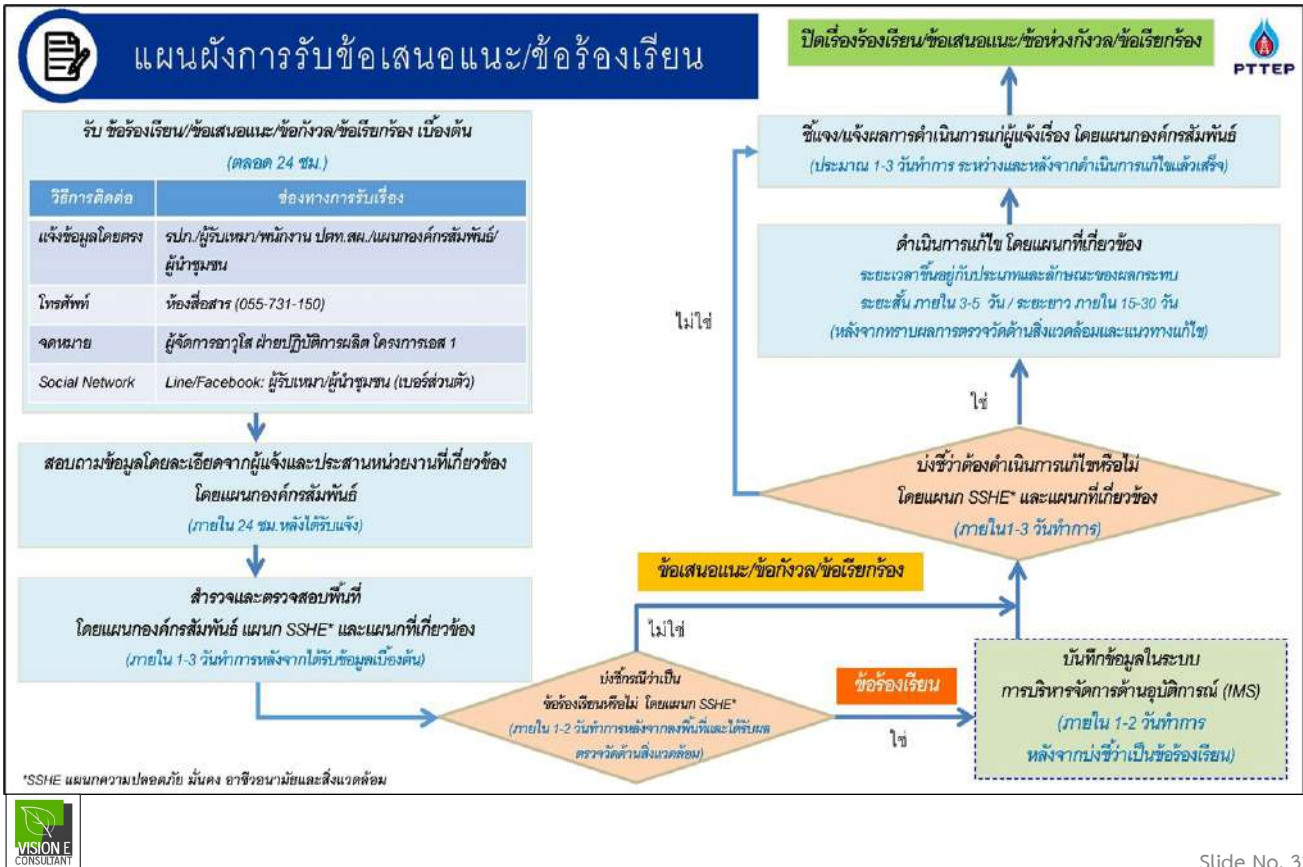 แผนผังการรับข้อเสนอแนะ/ข้อร้องเรียน
รับ ข้อร้องเรียน//ข้อเสนอแนะ/ข้อกังวล/ข้อเรียกร้อง เบื้องต้น
(ตลอด 24 ชม.)
วิธีการติดต่อ ช่องทางการรับเรื่อง
แจ้งข้อมูลโดยตรง รปภ./ผู้รับเหมา/พนักงาน ปตท.สผ./แผนกองค์กรสัมพันธ์/
ผู้นำชุมชน
โทรศัพท์ ห้องสื่อสาร (055-731-150)
จดหมาย ผู้จัดการอาวุโส ฝ่ายปฏิบัติการผลิต โครงการเอส 1
Social Network Line/Facebook: ผู้รับเหมา/ผู้นำชุมชน (เบอร์ส่วนตัว)
สอบถามข้อมูลโดยละเอียดจากผู้แจ้งและประสานหน่วยงานที่เกี่ยวข้อง
โดยแผนกองค์กรสัมพันธ์
(ภายใน 24 ชม.หลังได้รับแจ้ง)
สำรวจและตรวจสอบพื้นที่
โดยแผนกองค์กรสัมพันธ์ แผนก SSHE* และแผนกที่เกี่ยวข้อง
(ภายใน 1-3 วันทำการหลังจากได้รับข้อมูลเบื้องต้น)
บ่งชี้กรณีว่าเป็น
ข้อร้องเรียนหรือไม่ โดยแผนก SSHE*
(ภายใน 1-2 วันทำการหลังจากลงพื้นที่และได้รับผล
ตรวจวัดด้านสิ่งแวดล้อม)
ไม่ใช่
ข้อเสนอแนะ/ข้อกังวล/ข้อเรียกร้อง
ข้อร้องเรียน
ใช่
บันทึกข้อมูลในระบบ
การบริหารจัดการด้านอุบัติการณ์ (IMS)
(ภายใน 1-2 วันทำการ
หลังจากบ่งชี้ว่าเป็นข้อร้องเรียน)
บ่งชี้ว่าต้องดำเนินการแก้ไขหรือไม่
โดยแผนก SSHE* และแผนกที่เกี่ยวข้อง
(ภายใน1-3 วันทำการ)
ใช่
ไม่ใช่
ดำเนินการแก้ไข โดยแผนกที่เกี่ยวข้อง
ระยะเวลาขึ้นอยู่กับประเภทและลักษณะของผลกระทบ
ระยะสั้น ภายใน 3-5 วัน / ระยะยาว ภายใน 15-30 วัน
(หลังจากทราบผลการตรวจวัดด้านสิ่งแวดล้อมและแนวทางแก้ไข)
ชี้แจง/แจ้งผลการดำเนินการแก่ผู้แจ้งเรื่อง โดยแผนกองค์กรสัมพันธ์
(ประมาณ 1-3 วันทำการ ระหว่างและหลังจากดำเนินการแก้ไขแล้วเสร็จ)
ปิดเรื่องร้องเรียน/ข้อเสนอแนะ/ข้อห่วงกังวล/ข้อเรียกร้อง
PTTEP
*SSHE แผนกความปลอดภัย มั่นคง อาชีวอนามัยและสิ่งแวดล้อม
VISION E
CONSULTANT
Slide No. 3